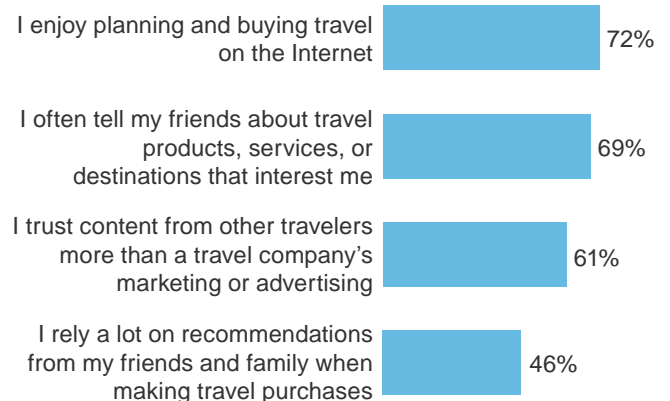 I enjoy planning and buying travel
on the Internet
72%
I often tell my friends about travel
products, services, or
destinations that interest me
69%
I trust content from other travelers
more than a travel company's
marketing or advertising
61%
I rely a lot on recommendations
from my friends and family when
making travel purchases
46%